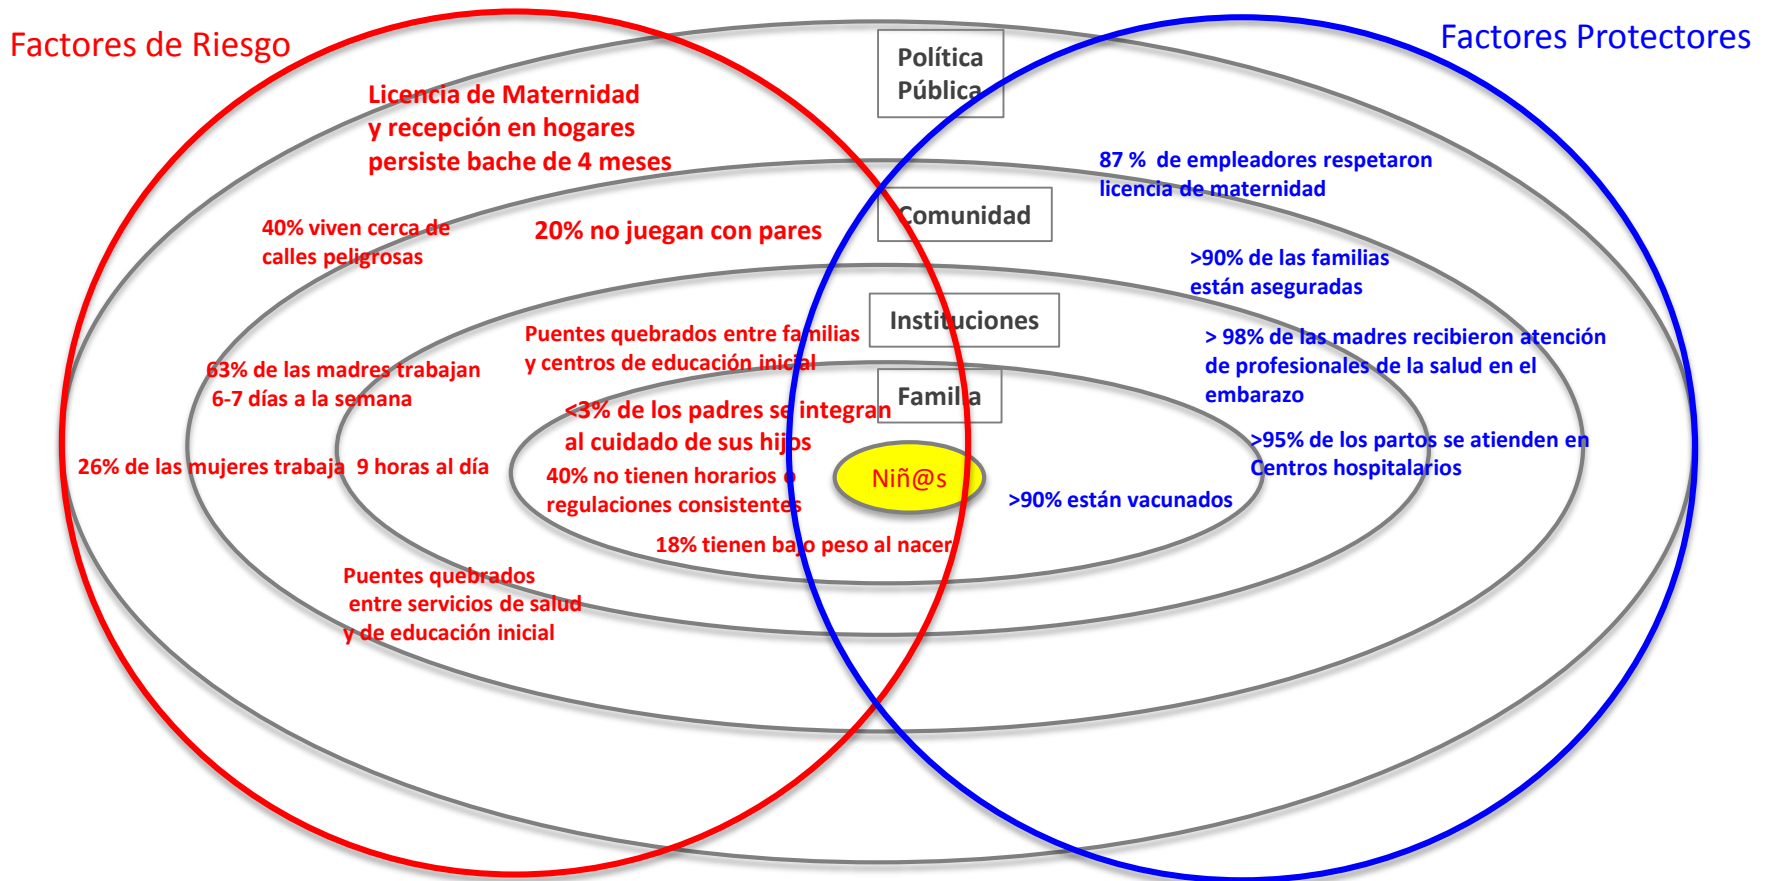 Factores de Riesgo
Factores Protectores
Política
Pública
Licencia de Maternidad
y recepción en hogares
persiste bache de 4 meses
87 % de empleadores respetaron
licencia de maternidad
Comunidad
40% viven cerca de
calles peligrosas
20% no juegan con pares
>90% de las familias
están aseguradas
Instituciones
Puentes quebrados entre familias
y centros de educación inicial
> 98% de las madres recibieron atención
de profesionales de la salud en el
embarazo
63% de las madres trabajan
6-7 días a la semana
Familia
<3% de los padres se integran
al cuidado de sus hijos
26% de las mujeres trabaja 9 horas al día
>95% de los partos se atienden en
Centros hospitalarios
40% no tienen horarios o
regulaciones consistentes
Niñ@s
>90% están vacunados
18% tienen bajo peso al nacer
Puentes quebrados
entre servicios de salud
y de educación inicial